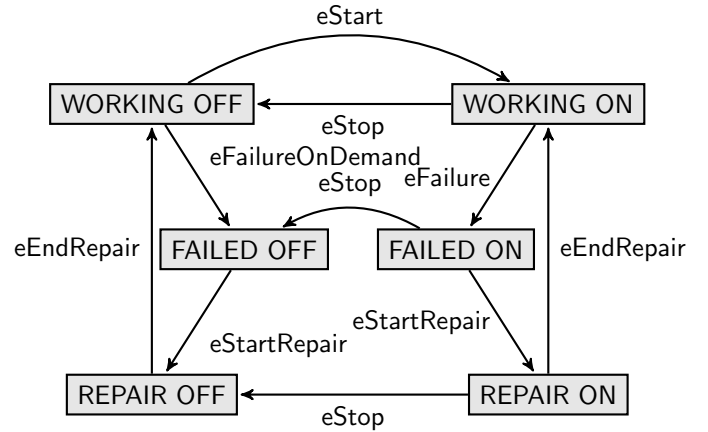 eStart
WORKING OFF
WORKING ON
eStop
eFailureOnDemand
eStop
eFailure
eEndRepair
FAILED OFF
FAILED ON
eEndRepair
eStartRepair
eStartRepair
REPAIR OFF
REPAIR ON
eStop